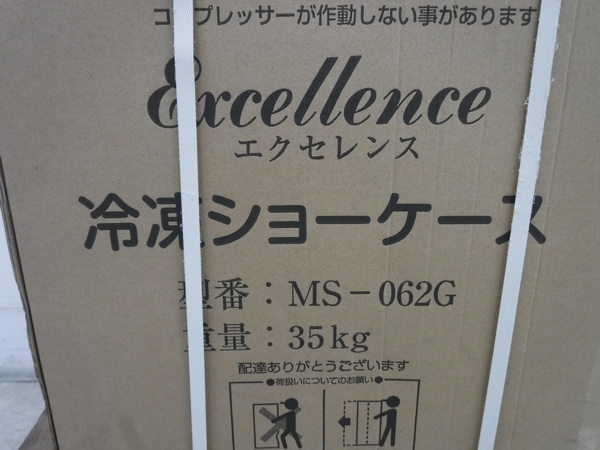 コンプレッサーが作動しない事があります
Excellence
エクセレンス
冷凍ショーケース
型番：MS－062G
重量：35kg
配達ありがとうございます
●荷扱いについてのお願い●